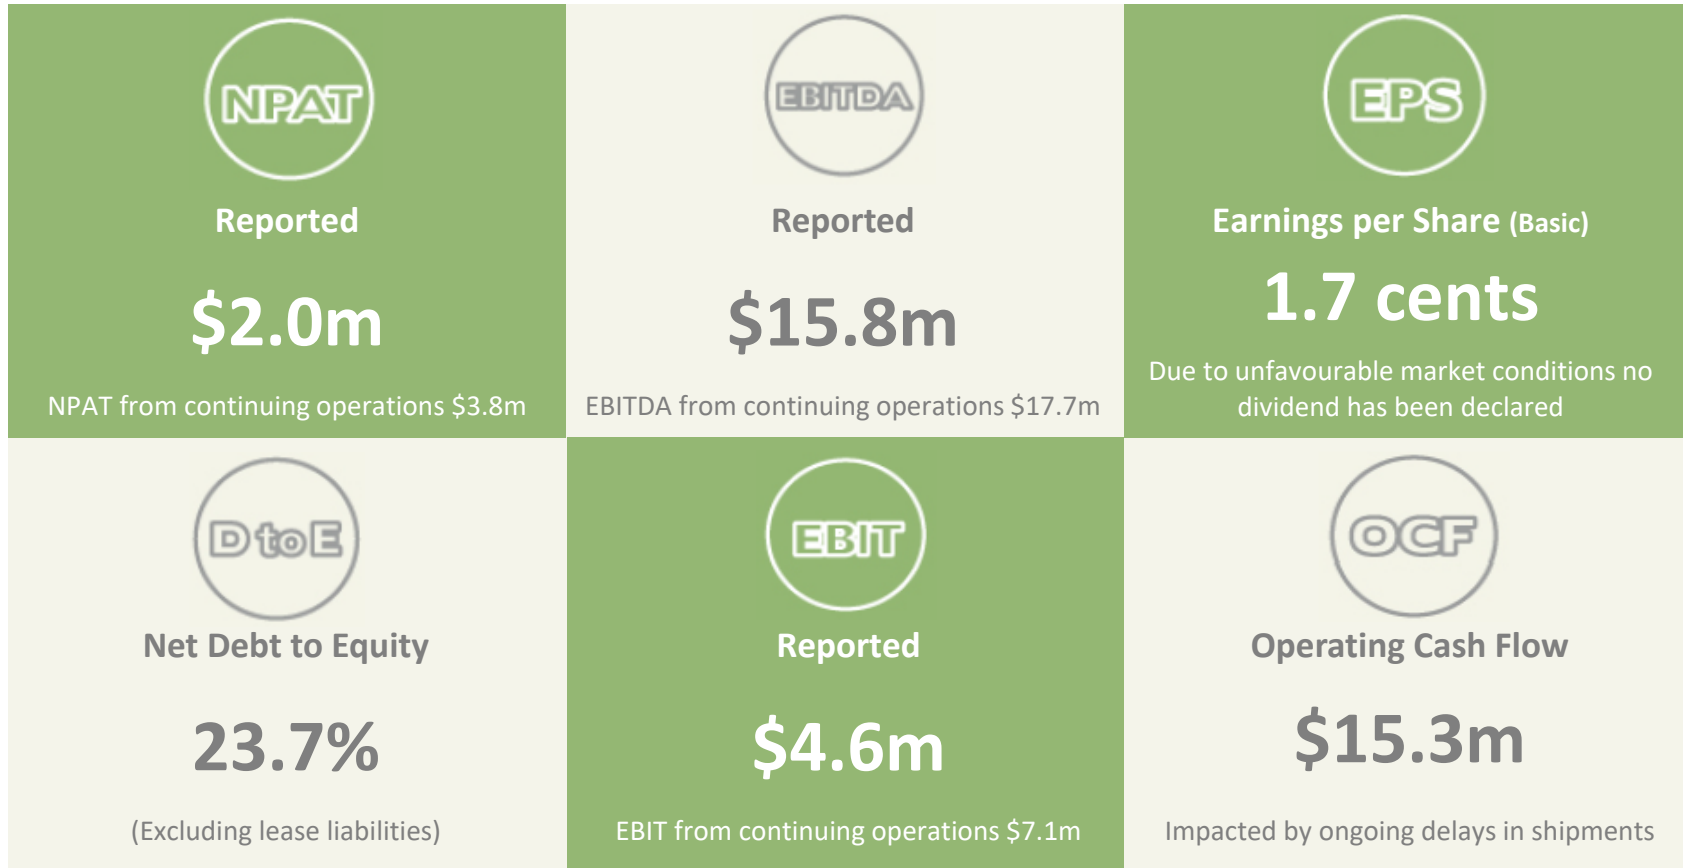 NPAT
Reported
$2.0m
NPAT from continuing operations $3.8m
EBITDA
Reported
$15.8m
EBITDA from continuing operations $17.7m
EPS
Earnings per Share (Basic)
1.7 cents
Due to unfavourable market conditions no
dividend has been declared
D to E
Net Debt to Equity
23.7%
(Excluding lease liabilities)
EBIT
Reported
$4.6m
EBIT from continuing operations $7.1m
OCF
Operating Cash Flow
$15.3m
Impacted by ongoing delays in shipments